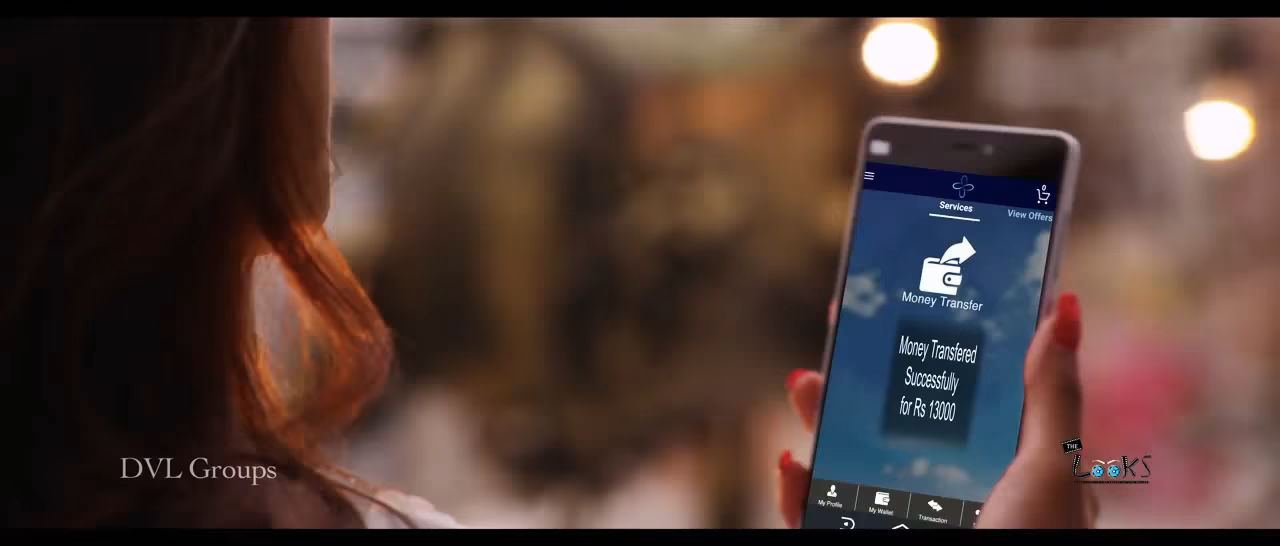 0
Services
View Offers
Money Transfer
Money Transfered
Successfully
for Rs 13000
My Profile
My Wallet
Transaction
DVL Groups
THE
LOOKS